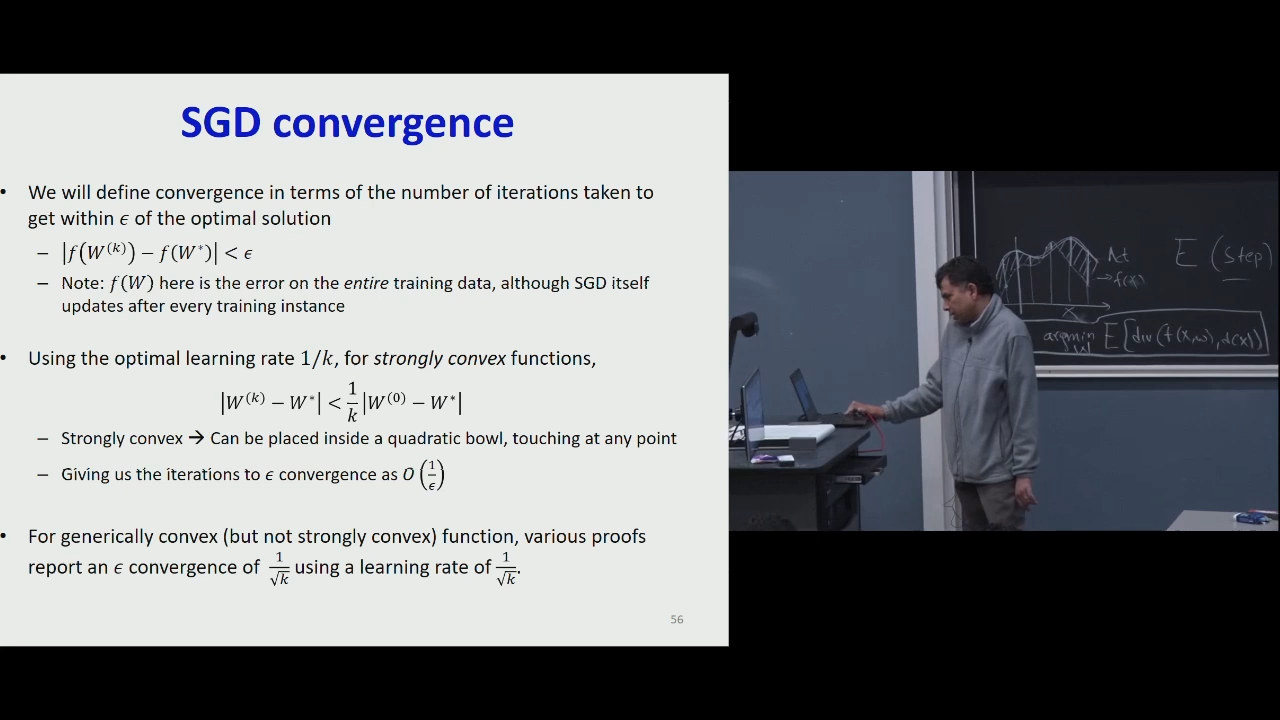 SGD convergence
• We will define convergence in terms of the number of iterations taken to
get within ϵ of the optimal solution
– |f(W^(k)) − f(W*)| < ϵ
– Note: f(W) here is the error on the entire training data, although SGD itself
updates after every training instance
• Using the optimal learning rate 1/k, for strongly convex functions,
|W^(k) − W*| < 1/k |W^(0) − W*|
– Strongly convex → Can be placed inside a quadratic bowl, touching at any point
– Giving us the iterations to ϵ convergence as O(1/ϵ)
• For generically convex (but not strongly convex) function, various proofs
report an ϵ convergence of 1/√k using a learning rate of 1/√k.
56
E (Step)
→ f(x)
X
argmin E[div(f(x,w),d(x))]
W